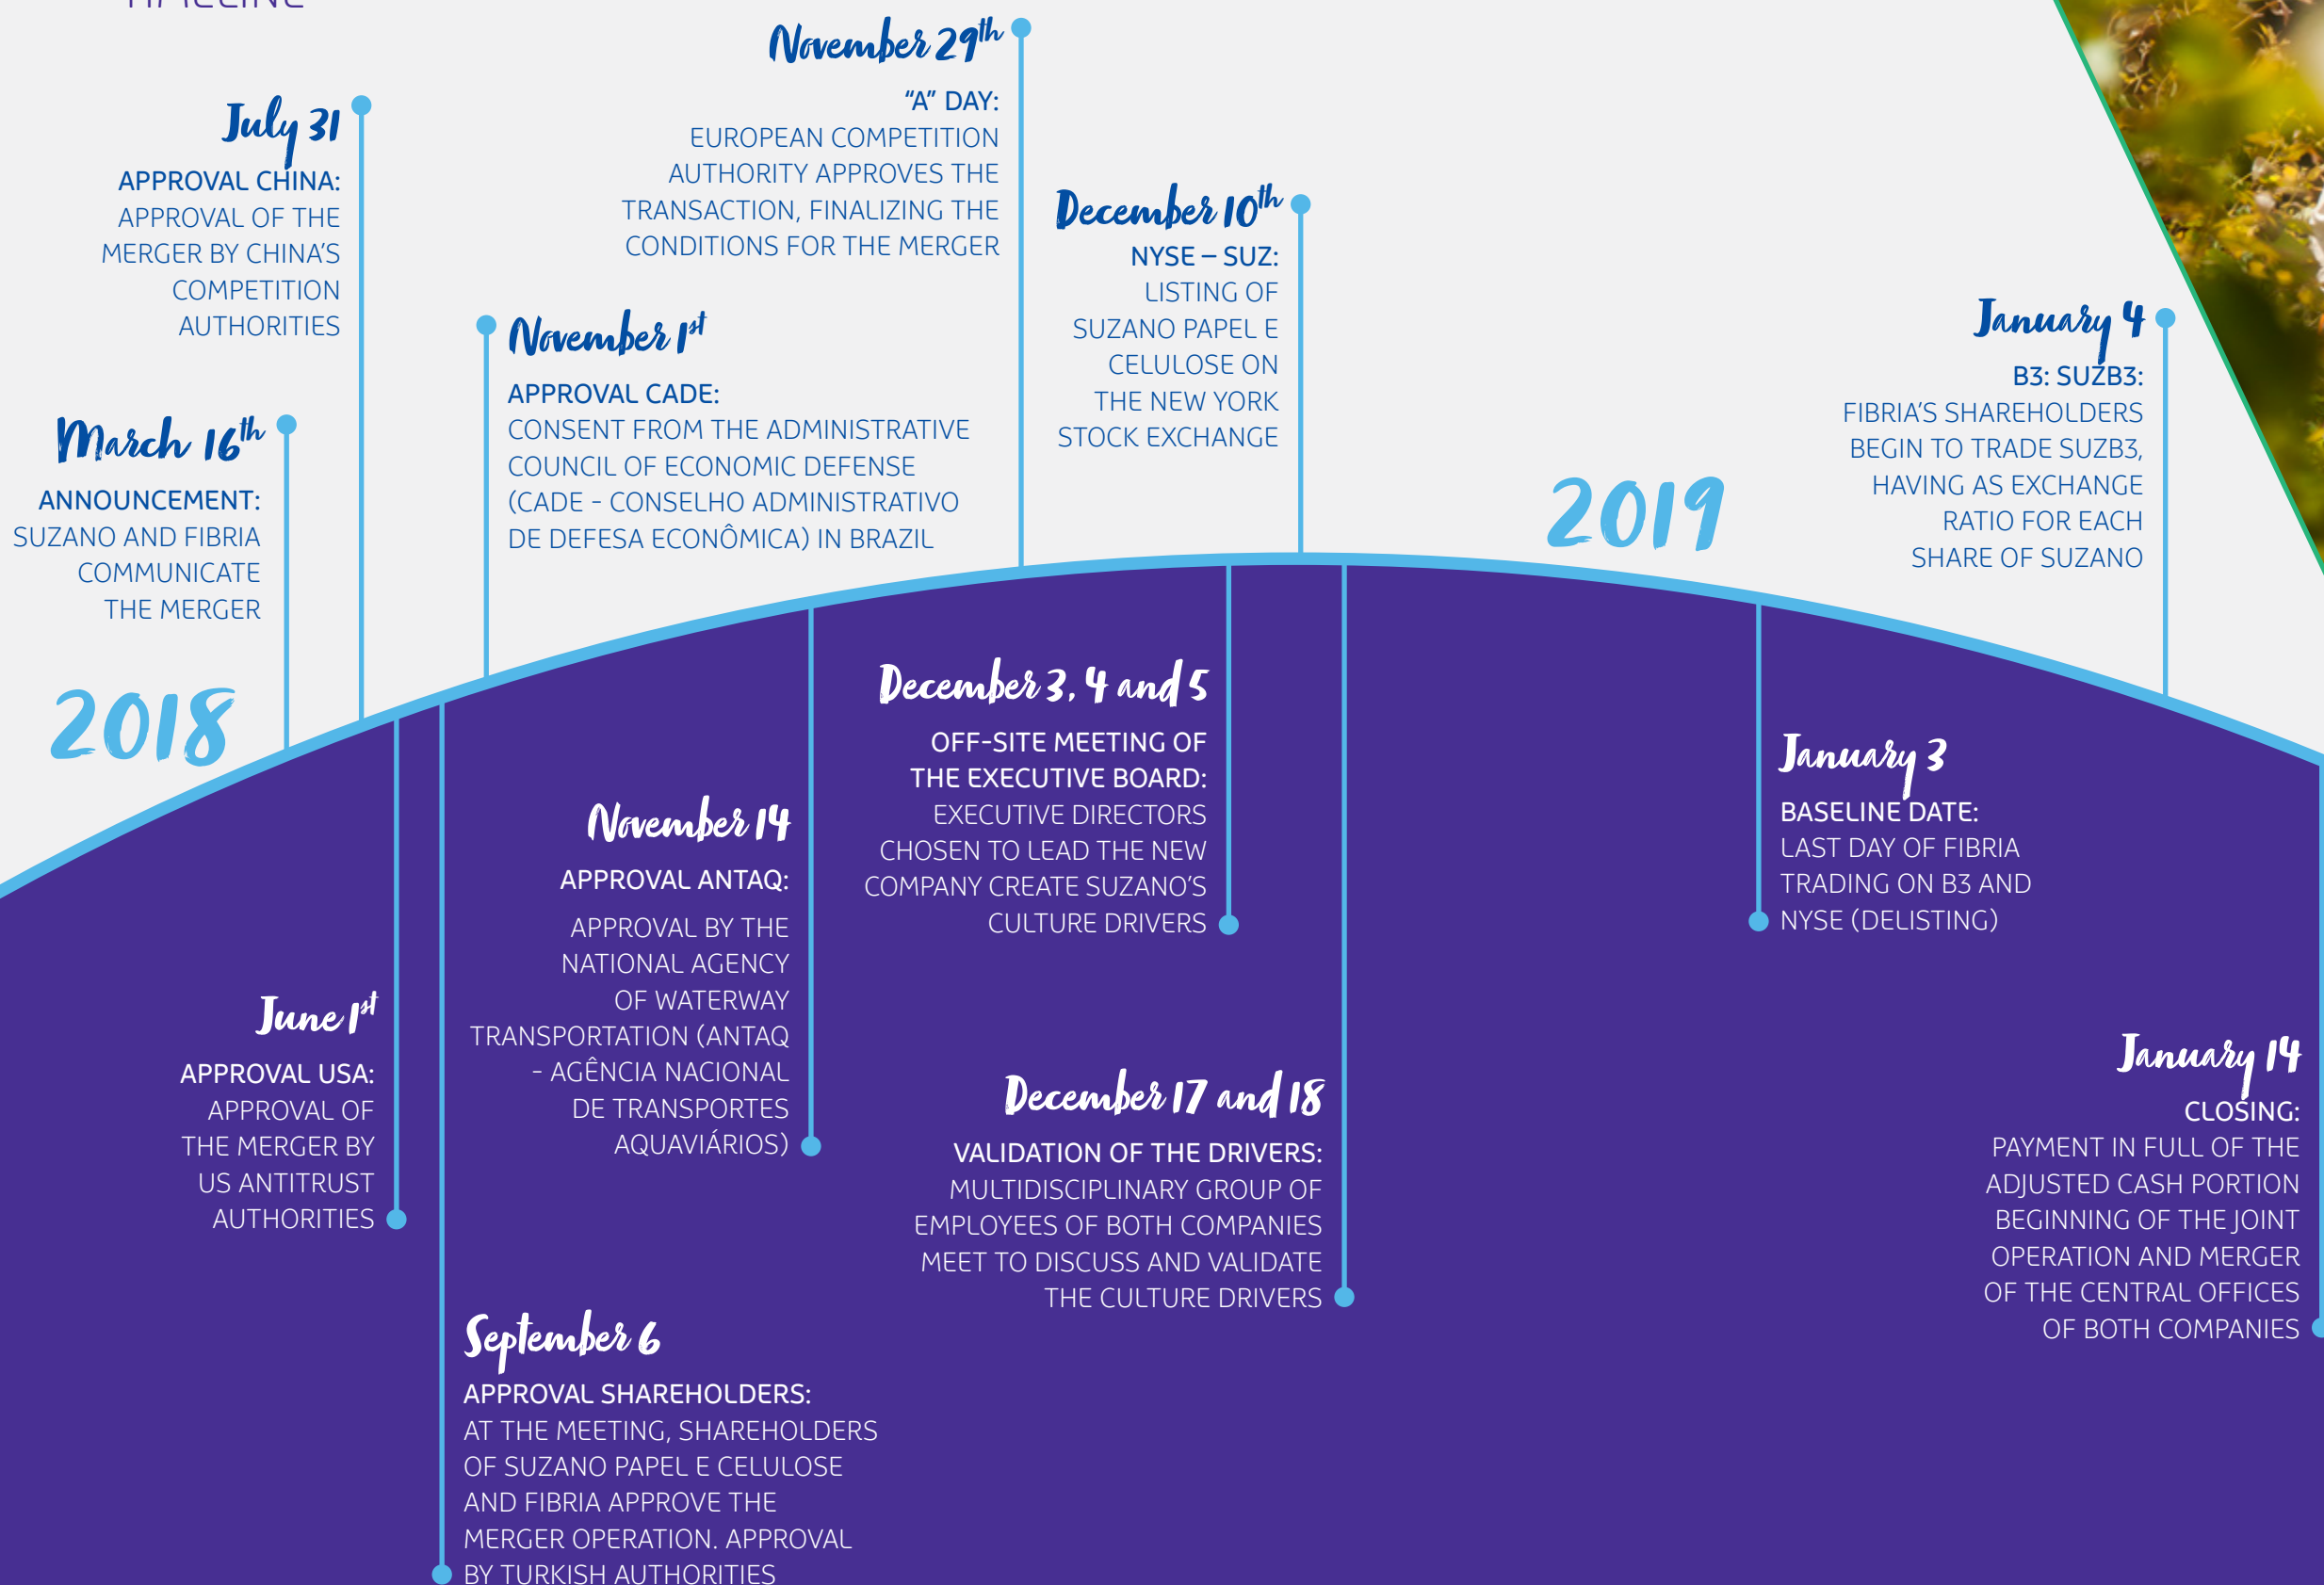 TIMELINE
2018
March 16th
ANNOUNCEMENT:
SUZANO AND FIBRIA
COMMUNICATE
THE MERGER
July 31
APPROVAL CHINA:
APPROVAL OF THE
MERGER BY CHINA'S
COMPETITION
AUTHORITIES
June 1st
APPROVAL USA:
APPROVAL OF
THE MERGER BY
US ANTITRUST
AUTHORITIES
September 6
APPROVAL SHAREHOLDERS:
AT THE MEETING, SHAREHOLDERS
OF SUZANO PAPEL E CELULOSE
AND FIBRIA APPROVE THE
MERGER OPERATION. APPROVAL
BY TURKISH AUTHORITIES
November 1st
APPROVAL CADE:
CONSENT FROM THE ADMINISTRATIVE
COUNCIL OF ECONOMIC DEFENSE
(CADE - CONSELHO ADMINISTRATIVO
DE DEFESA ECONÔMICA) IN BRAZIL
November 14
APPROVAL ANTAQ:
APPROVAL BY THE
NATIONAL AGENCY
OF WATERWAY
TRANSPORTATION (ANTAQ
- AGÊNCIA NACIONAL
DE TRANSPORTES
AQUAVIÁRIOS)
November 29th
"A" DAY:
EUROPEAN COMPETITION
AUTHORITY APPROVES THE
TRANSACTION, FINALIZING THE
CONDITIONS FOR THE MERGER
December 3, 4 and 5
OFF-SITE MEETING OF
THE EXECUTIVE BOARD:
EXECUTIVE DIRECTORS
CHOSEN TO LEAD THE NEW
COMPANY CREATE SUZANO'S
CULTURE DRIVERS
December 10th
NYSE – SUZ:
LISTING OF
SUZANO PAPEL E
CELULOSE ON
THE NEW YORK
STOCK EXCHANGE
December 17 and 18
VALIDATION OF THE DRIVERS:
MULTIDISCIPLINARY GROUP OF
EMPLOYEES OF BOTH COMPANIES
MEET TO DISCUSS AND VALIDATE
THE CULTURE DRIVERS
2019
January 3
BASELINE DATE:
LAST DAY OF FIBRIA
TRADING ON B3 AND
NYSE (DELISTING)
January 4
B3: SUZB3:
FIBRIA'S SHAREHOLDERS
BEGIN TO TRADE SUZB3,
HAVING AS EXCHANGE
RATIO FOR EACH
SHARE OF SUZANO
January 14
CLOSING:
PAYMENT IN FULL OF THE
ADJUSTED CASH PORTION
BEGINNING OF THE JOINT
OPERATION AND MERGER
OF THE CENTRAL OFFICES
OF BOTH COMPANIES